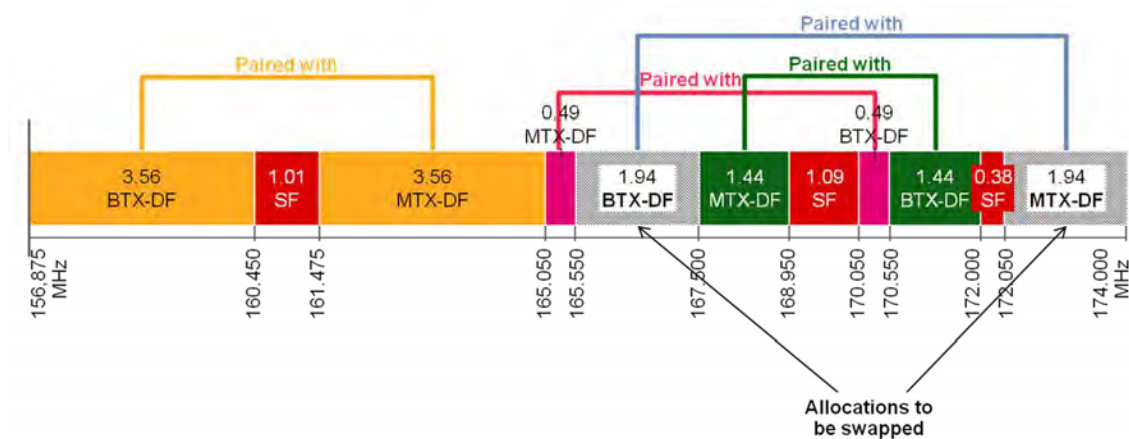 Paired with
Paired with
Paired with
Paired with
0.49
MTX-DF
0.49
BTX-DF
3.56
BTX-DF
1.01
SF
3.56
MTX-DF
1.94
BTX-DF
1.44
MTX-DF
1.09
SF
1.44
BTX-DF
0.38
SF
1.94
MTX-DF
156.875
MHz
160.450
161.475
165.050
165.550
167.500
168.950
170.050
170.550
172.000
172.050
174.000
MHz
Allocations to
be swapped